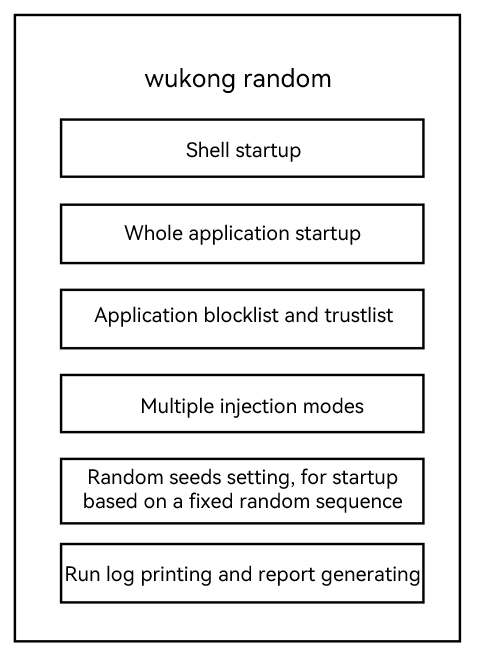 wukong random
Shell startup
Whole application startup
Application blocklist and trustlist
Multiple injection modes
Random seeds setting, for startup
based on a fixed random sequence
Run log printing and report generating